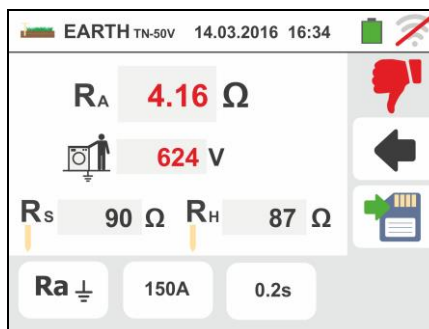 EARTH TN-50V 14.03.2016 16:34
RA 4.16 Ω
624 V
RS 90 Ω RH 87 Ω
Ra 150A 0.2s